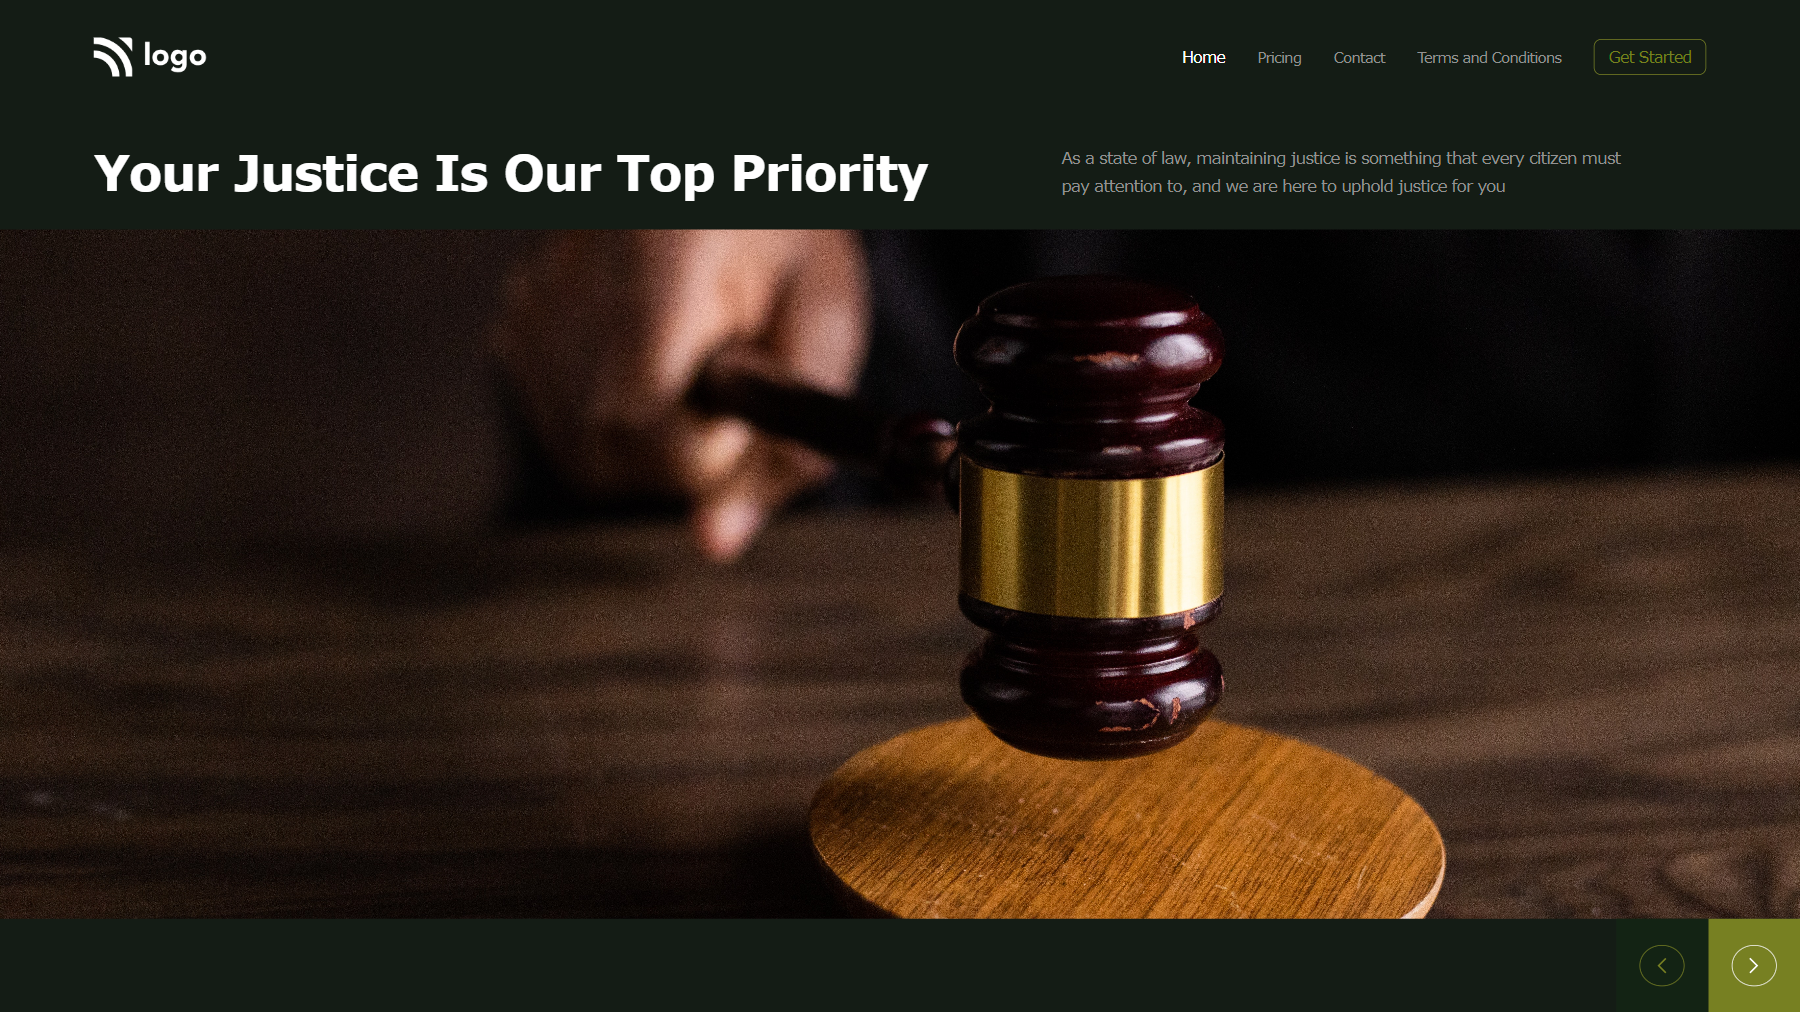 logo
Home
Pricing
Contact
Terms and Conditions
Get Started
Your Justice Is Our Top Priority
As a state of law, maintaining justice is something that every citizen must
pay attention to, and we are here to uphold justice for you